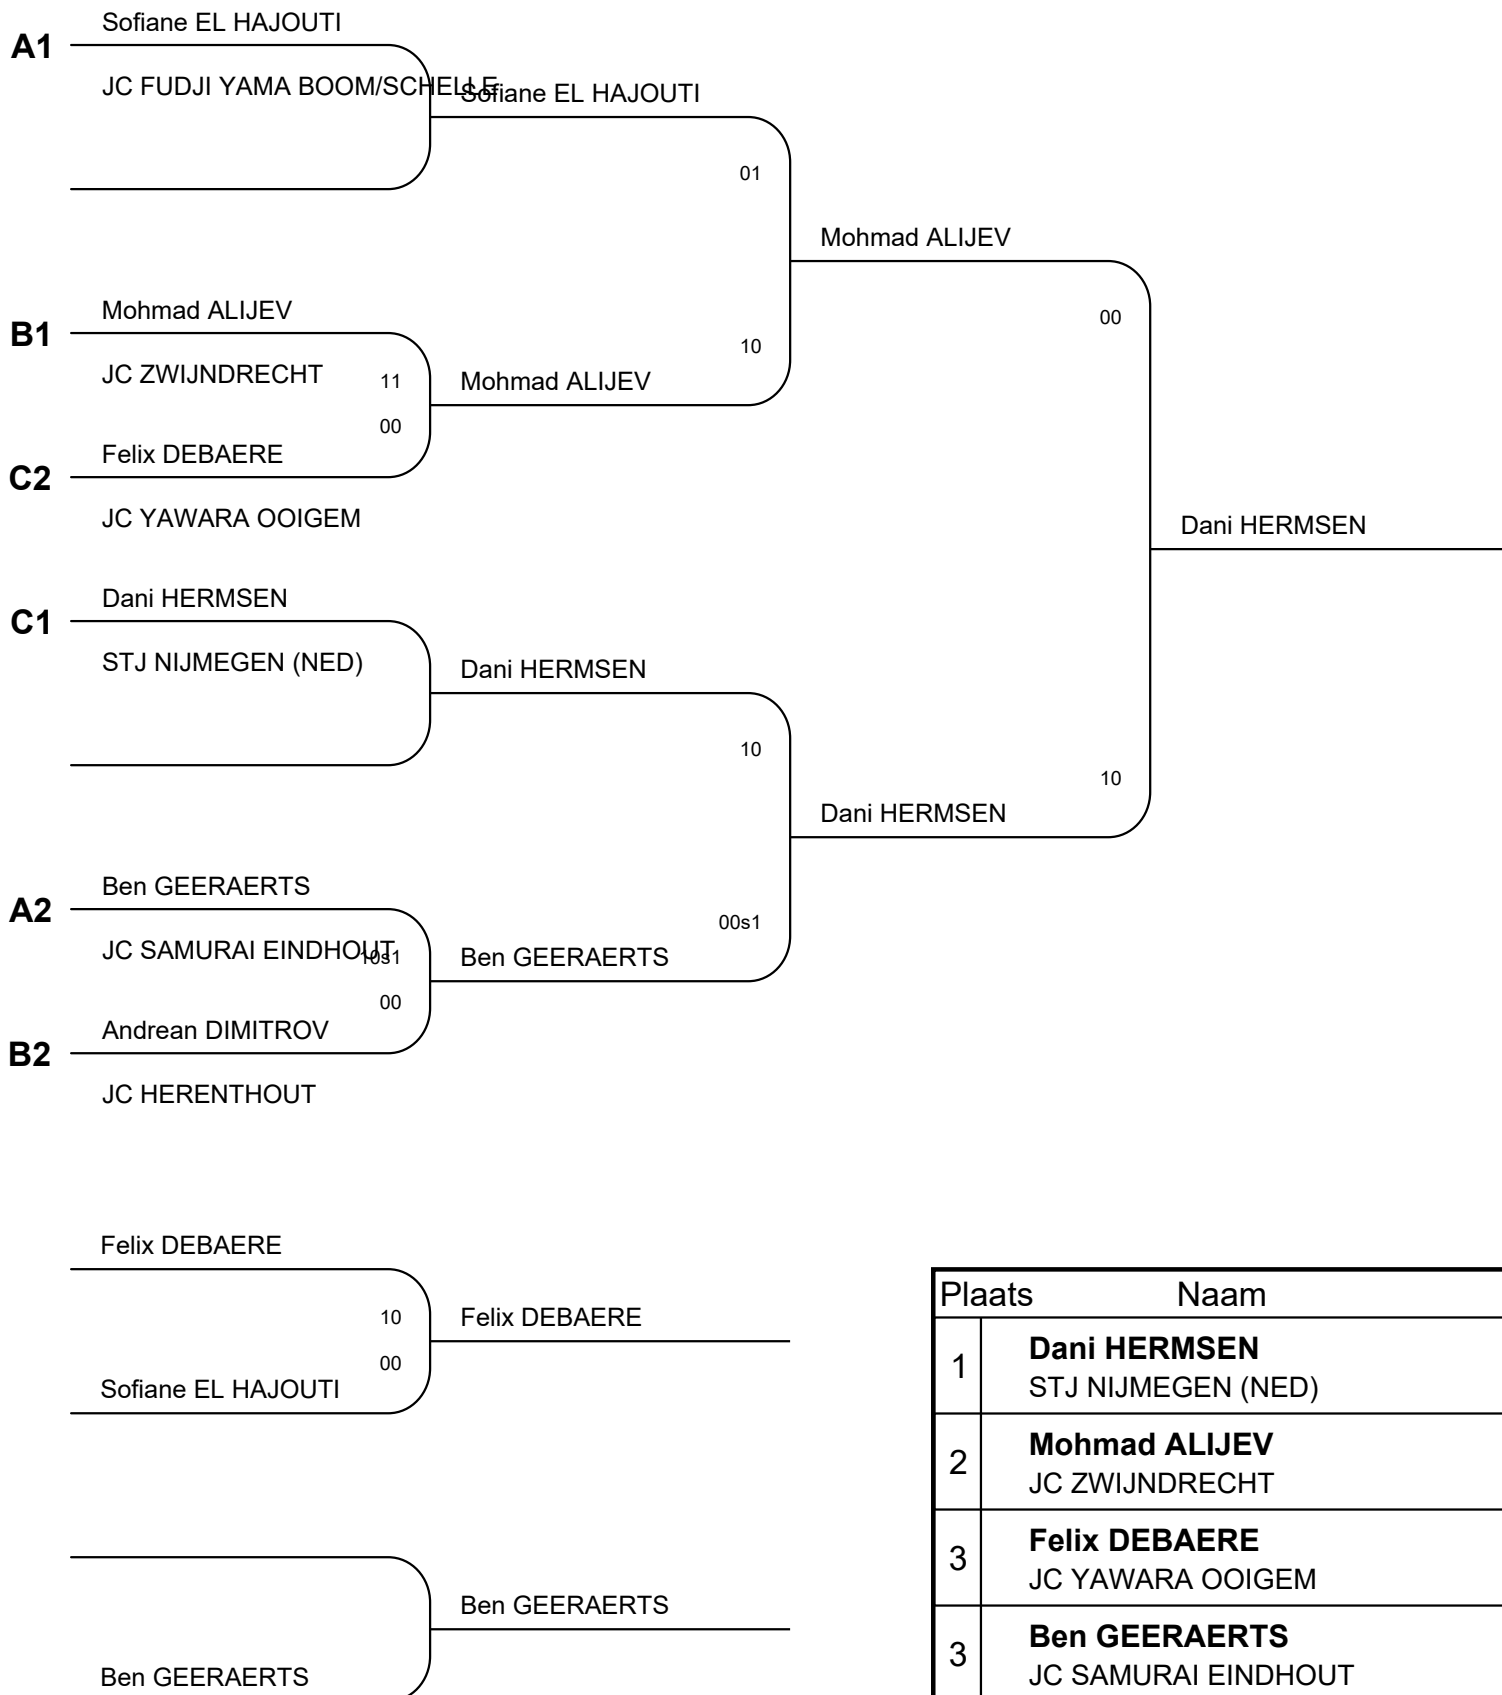 Sofiane EL HAJOUTI
A1
JC FUDJI YAMA BOOM/SCHELLE
Sofiane EL HAJOUTI
01
Mohmad ALIJEV
Mohmad ALIJEV
B1
00
10
JC ZWIJNDRECHT
11
Mohmad ALIJEV
00
Felix DEBAERE
C2
JC YAWARA OOIGEM
Dani HERMSEN
Dani HERMSEN
C1
STJ NIJMEGEN (NED)
Dani HERMSEN
10
10
Dani HERMSEN
Ben GEERAERTS
A2
00s1
JC SAMURAI EINDHOUT
10s1
Ben GEERAERTS
00
Andrean DIMITROV
B2
JC HERENTHOUT
Felix DEBAERE
10
Felix DEBAERE
00
Sofiane EL HAJOUTI
Ben GEERAERTS
Ben GEERAERTS
Plaats Naam
1
Dani HERMSEN
STJ NIJMEGEN (NED)
2
Mohmad ALIJEV
JC ZWIJNDRECHT
3
Felix DEBAERE
JC YAWARA OOIGEM
3
Ben GEERAERTS
JC SAMURAI EINDHOUT